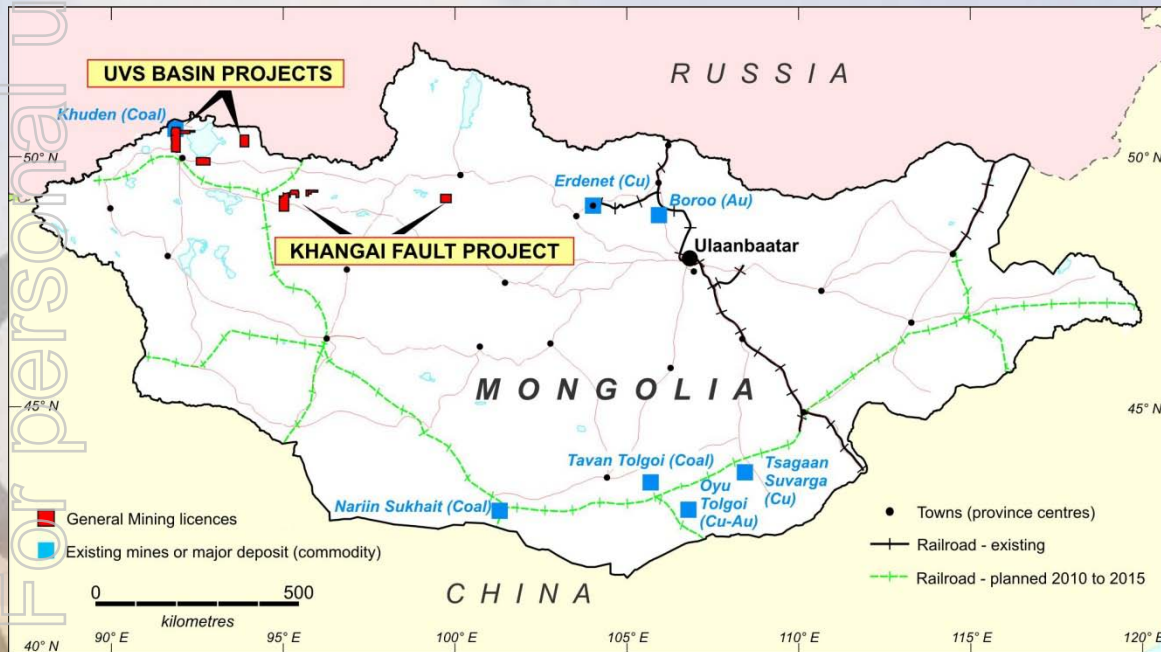 For personal u
UVS BASIN PROJECTS
RUSSIA
Khuden (Coal)
50° N
50° N
Erdenet (Cu)
Boroo (Au)
Ulaanbaatar
KHANGAI FAULT PROJECT
MONGOLIA
45° N
45° N
Tavan Tolgoi (Coal)
Tsagaan
Suvarga
(Cu)
Oyu
Tolgoi
(Cu-Au)
Nariin Sukhait (Coal)
General Mining licences
Existing mines or major deposit (commodity)
Towns (province centres)
Railroad - existing
Railroad - planned 2010 to 2015
0 500
kilometres
CHINA
40° N
90° E
95° E
100° E
105° E
110° E
115° E
120° E